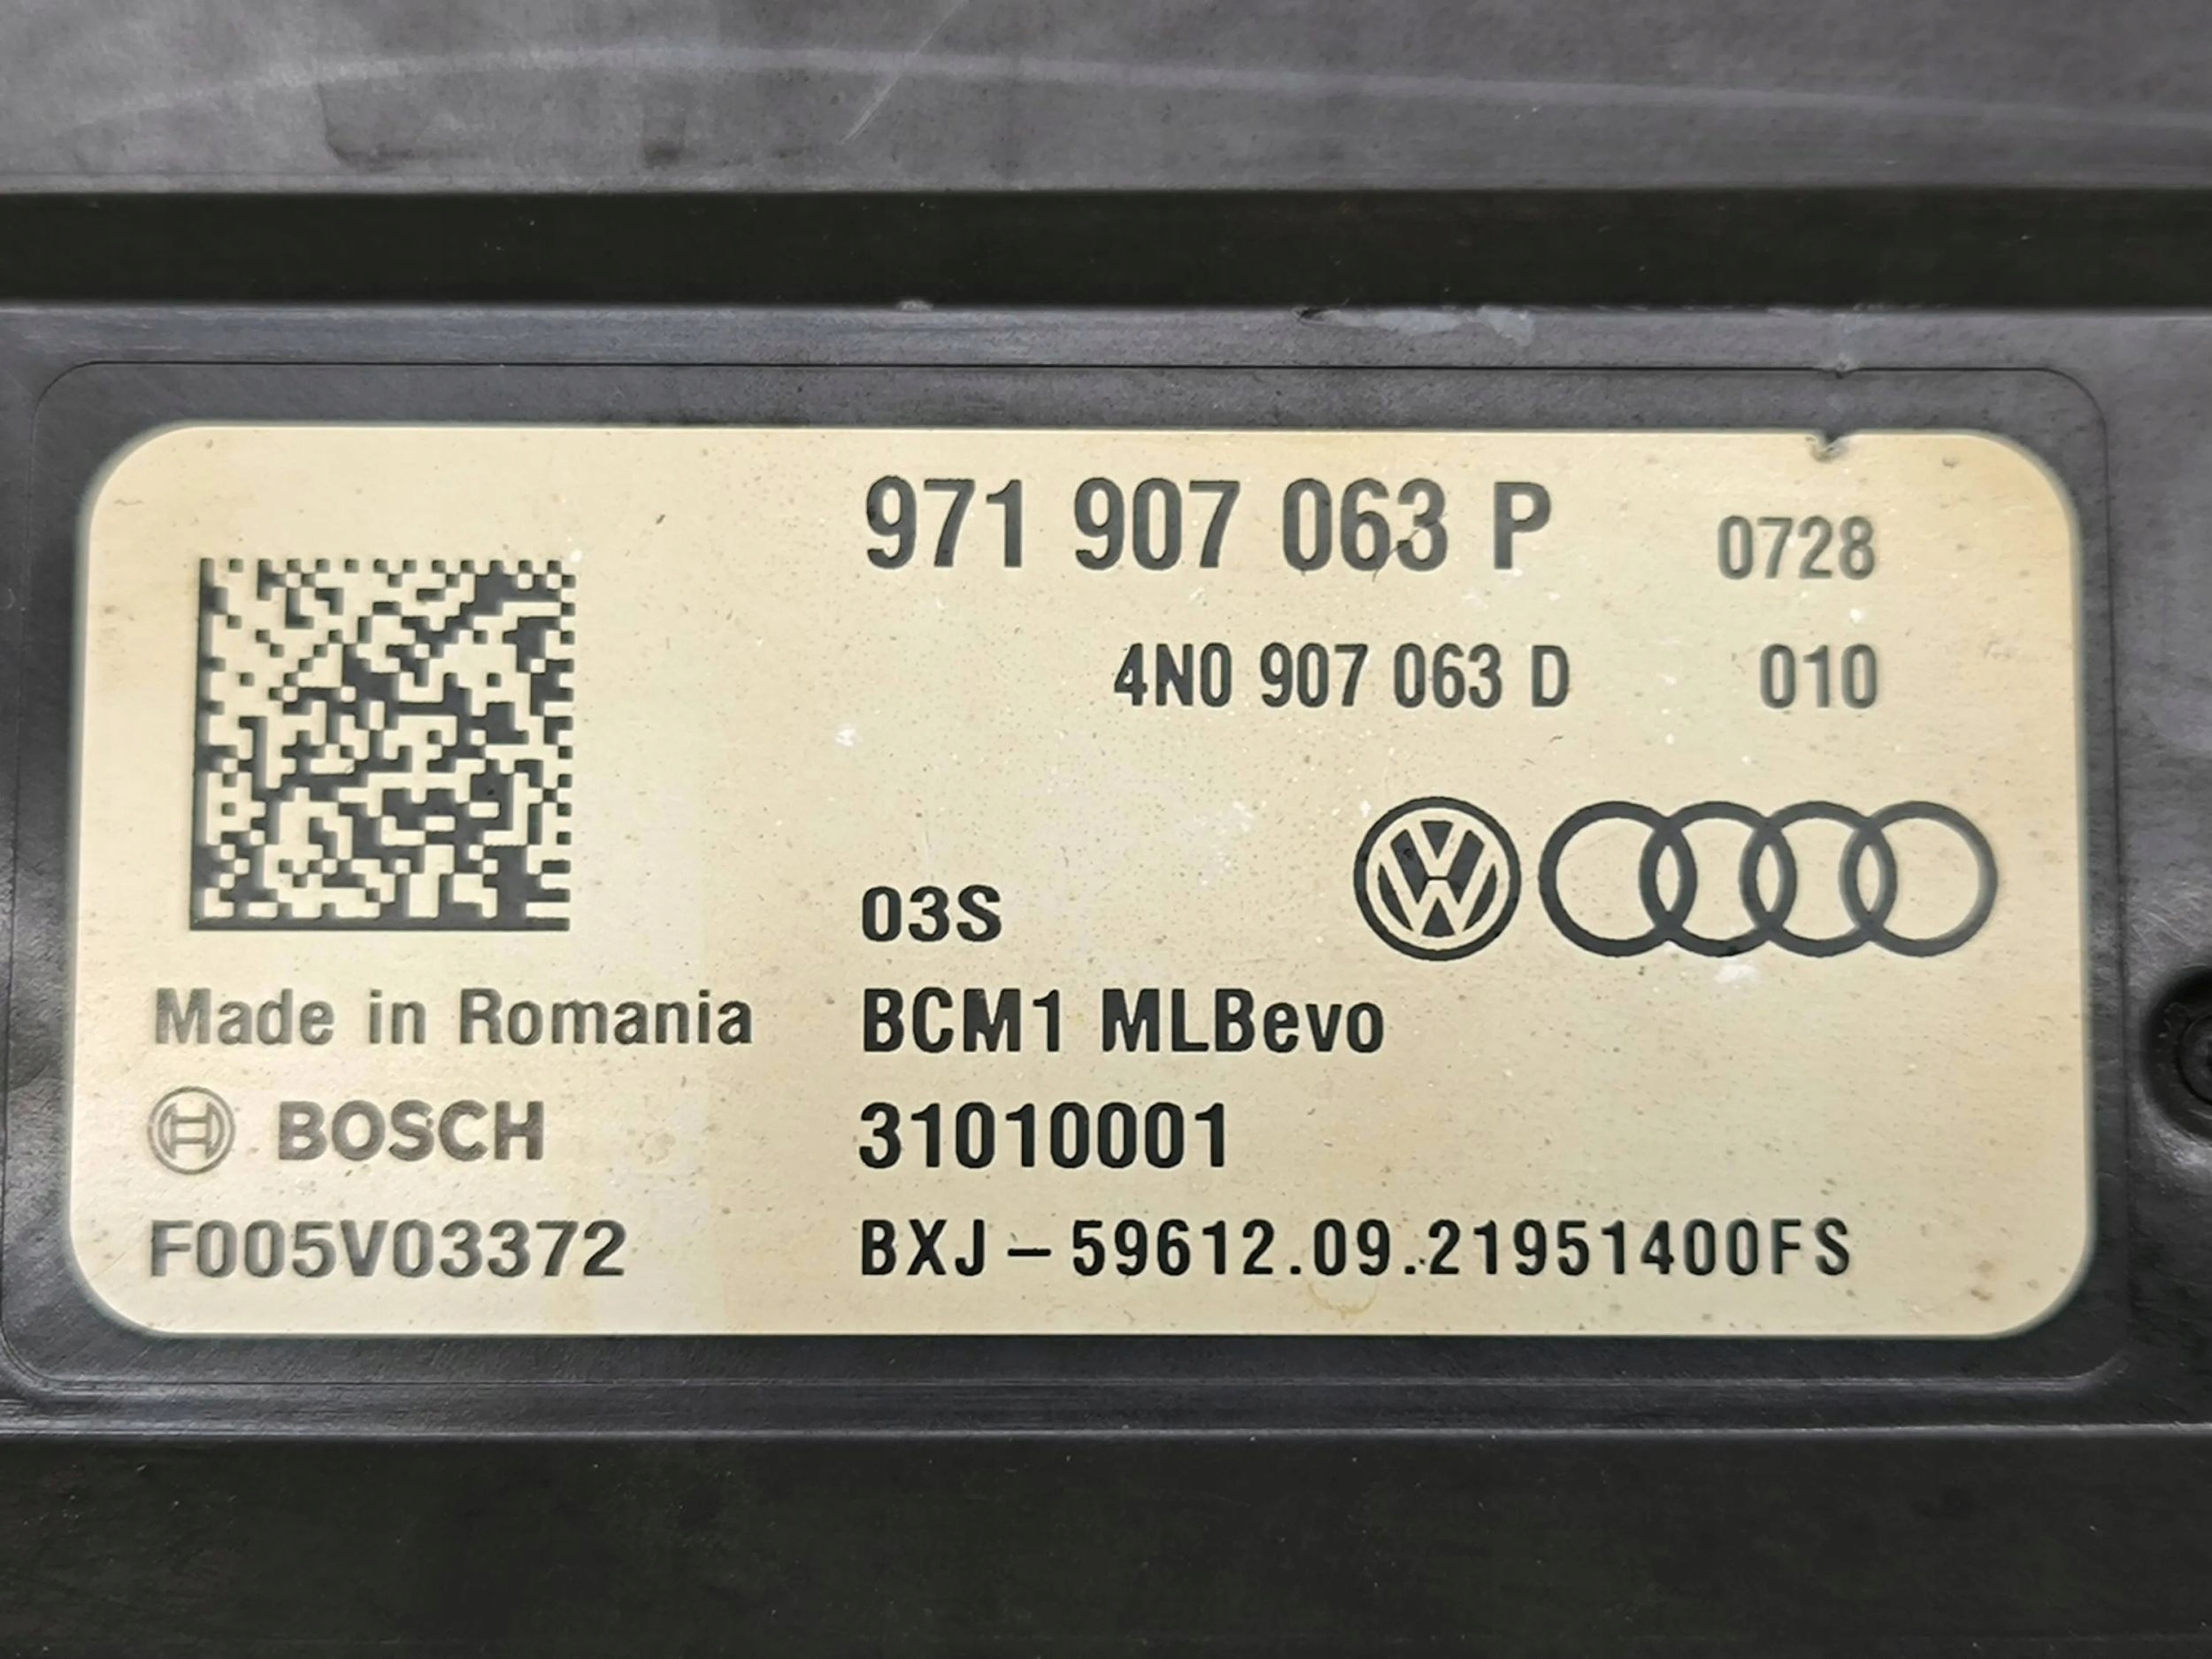 971 907 063 P 0728
4N0 907 063 D 010
03S
Made in Romania BCM1 MLBevo
BOSCH 31010001
F005V03372 BXJ-59612.09.21951400FS